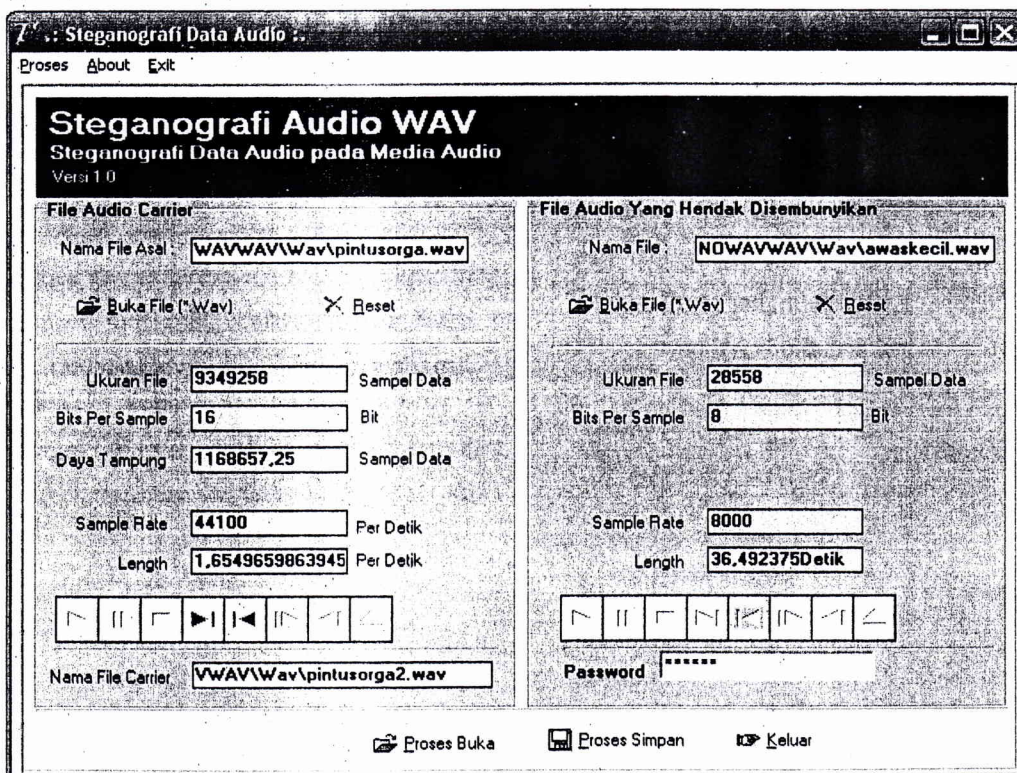 .: Steganografi Data Audio :.
Proses About Exit
Steganografi Audio WAV
Steganografi Data Audio pada Media Audio
Versi 1.0
File Audio Carrier
Nama File Asal : WAVWAV\Wav\pintusorga.wav
Buka File (*.Wav) Reset
Ukuran File 9349258 Sampel Data
Bits Per Sample 16 Bit
Daya Tampung 1168657,25 Sampel Data
Sample Rate 44100 Per Detik
Length 1,6549659863945 Per Detik
Nama File Carrier VWAV\Wav\pintusorga2.wav
File Audio Yang Hendak Disembunyikan
Nama File : NOWAVWAV\Wav\awaskecil.wav
Buka File (*.Wav) Reset
Ukuran File 28558 Sampel Data
Bits Per Sample 8 Bit
Sample Rate 8000
Length 36,492375Detik
Password
Proses Buka Proses Simpan Keluar